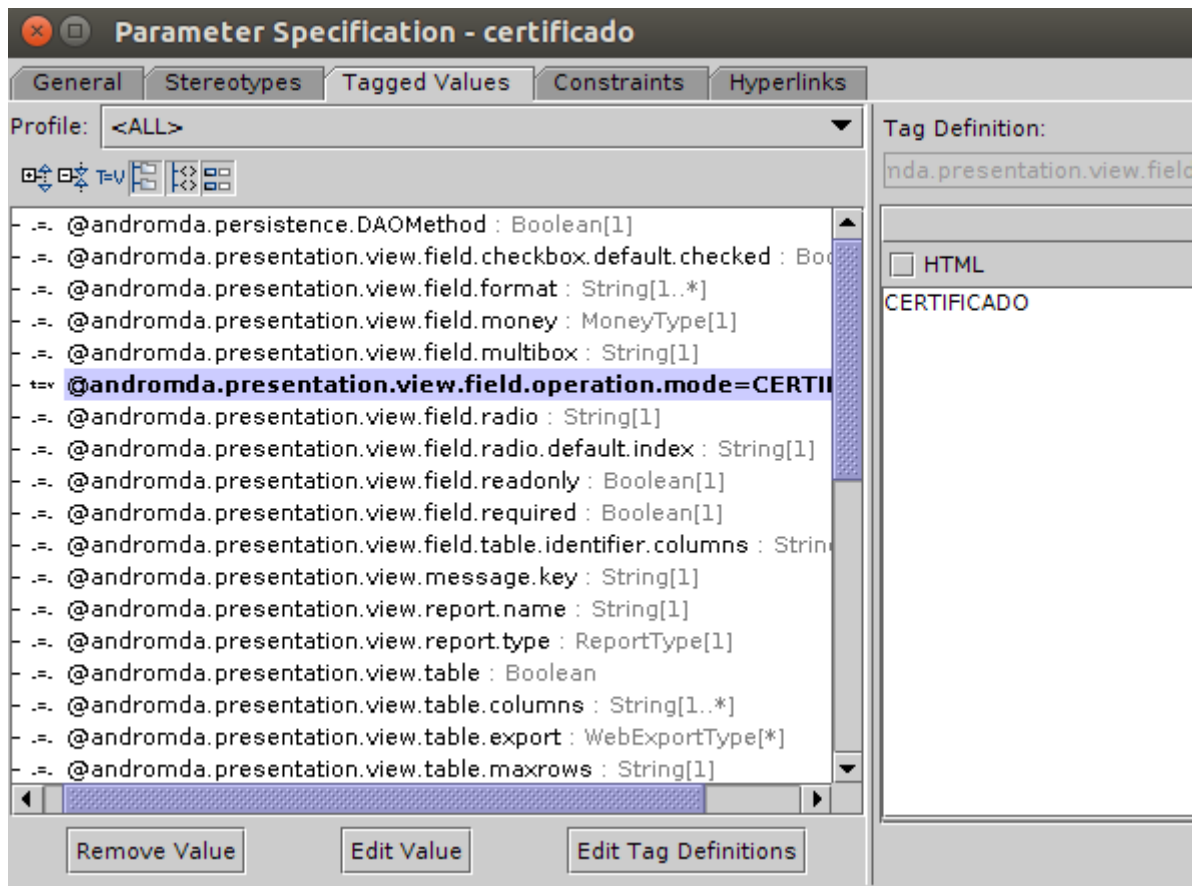 Parameter Specification - certificado
General Stereotypes Tagged Values Constraints Hyperlinks
Profile: <ALL>
@andromda.persistence.DAOMethod : Boolean[1]
@andromda.presentation.view.field.checkbox.default.checked : Boo
@andromda.presentation.view.field.format : String[1..*]
@andromda.presentation.view.field.money : MoneyType[1]
@andromda.presentation.view.field.multibox : String[1]
@andromda.presentation.view.field.operation.mode=CERTI
@andromda.presentation.view.field.radio : String[1]
@andromda.presentation.view.field.radio.default.index : String[1]
@andromda.presentation.view.field.readonly : Boolean[1]
@andromda.presentation.view.field.required : Boolean[1]
@andromda.presentation.view.field.table.identifier.columns : Strin
@andromda.presentation.view.message.key : String[1]
@andromda.presentation.view.report.name : String[1]
@andromda.presentation.view.report.type : ReportType[1]
@andromda.presentation.view.table : Boolean
@andromda.presentation.view.table.columns : String[1..*]
@andromda.presentation.view.table.export : WebExportType[*]
@andromda.presentation.view.table.maxrows : String[1]
Remove Value Edit Value Edit Tag Definitions
Tag Definition:
mda.presentation.view.field
HTML
CERTIFICADO